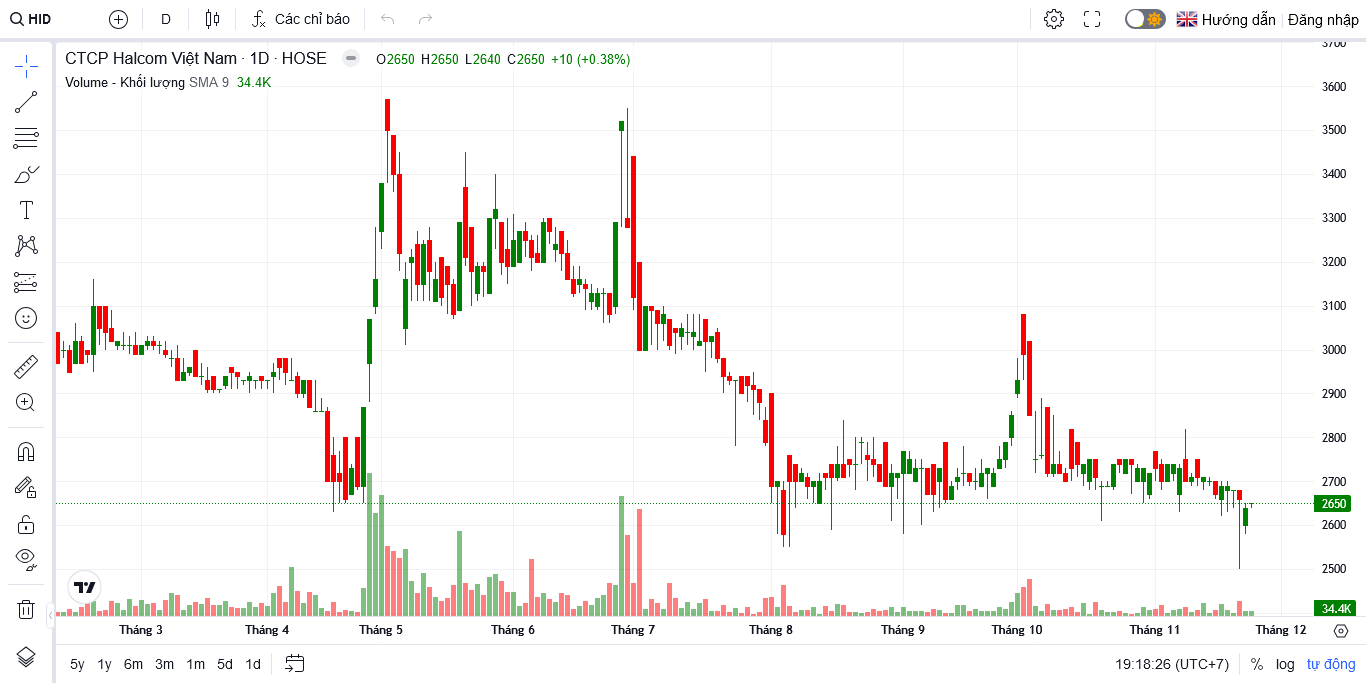 HID D Các chỉ báo Hướng dẫn Đăng nhập
CTCP Halcom Việt Nam · 1D · HOSE O2650 H2650 L2640 C2650 +10 (+0.38%)
Volume - Khối lượng SMA 9 34.4K
3700
3600
3500
3400
3300
3200
3100
3000
2900
2800
2700
2650
2600
2500
34.4K
Tháng 3 Tháng 4 Tháng 5 Tháng 6 Tháng 7 Tháng 8 Tháng 9 Tháng 10 Tháng 11 Tháng 12
5y 1y 6m 3m 1m 5d 1d 19:18:26 (UTC+7) % log tự động